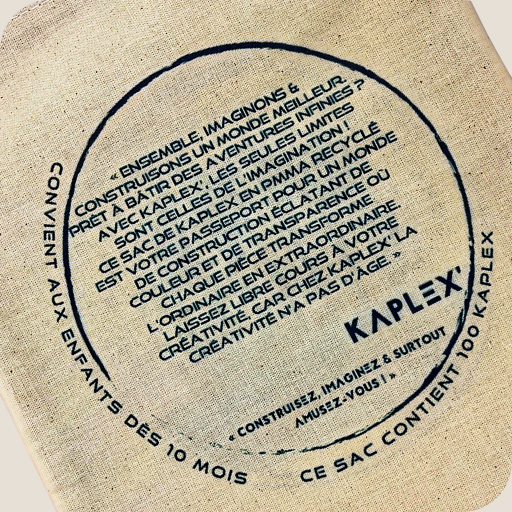 « ENSEMBLE, IMAGINONS &
CONSTRUISONS UN MONDE MEILLEUR.
PRÊT À BÂTIR DES AVENTURES INFINIES ?
AVEC KAPLEX', LES SEULES LIMITES
SONT CELLES DE L'IMAGINATION !
CE SAC DE KAPLEX EN PMMA RECYCLÉ
EST VOTRE PASSEPORT POUR UN MONDE
DE CONSTRUCTION ÉCLATANT DE
COULEUR ET DE TRANSPARENCE OÙ
CHAQUE PIÈCE TRANSFORME
L'ORDINAIRE EN EXTRAORDINAIRE
LAISSEZ LIBRE COURS À VOTRE
CRÉATIVITÉ, CAR CHEZ KAPLEX' LA
CRÉATIVITÉ N'A PAS D'ÂGE. »
KAPLEX'
« CONSTRUISEZ, IMAGINEZ & SURTOUT
AMUSEZ-VOUS ! »
CONVIENT AUX ENFANTS DÈS 10 MOIS
CE SAC CONTIENT 100 KAPLEX